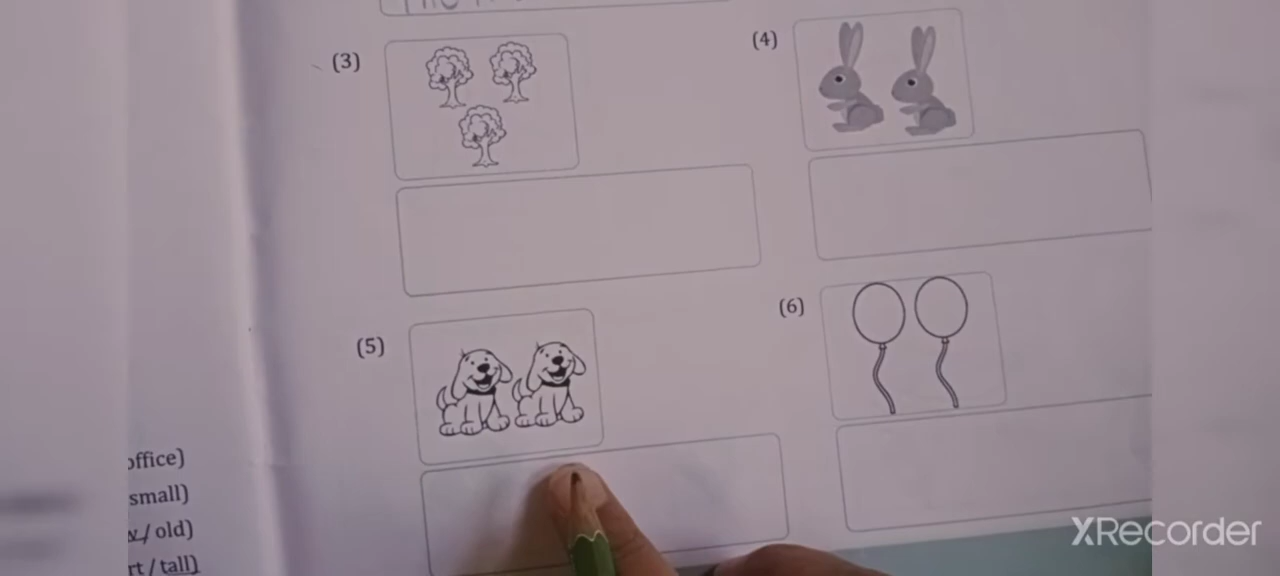 (3)
(4)
(5)
(6)
office)
small)
/ old)
/ tall)
XRecorder